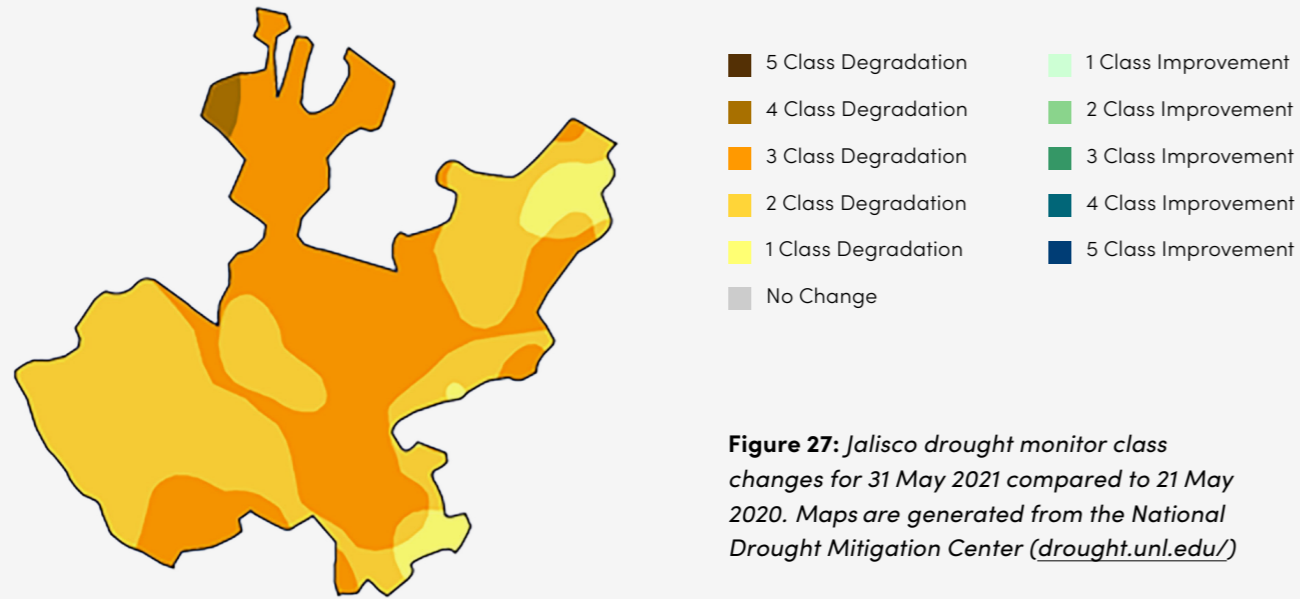 5 Class Degradation
4 Class Degradation
3 Class Degradation
2 Class Degradation
1 Class Degradation
No Change
1 Class Improvement
2 Class Improvement
3 Class Improvement
4 Class Improvement
5 Class Improvement
Figure 27: Jalisco drought monitor class
changes for 31 May 2021 compared to 21 May
2020. Maps are generated from the National
Drought Mitigation Center (drought.unl.edu/)